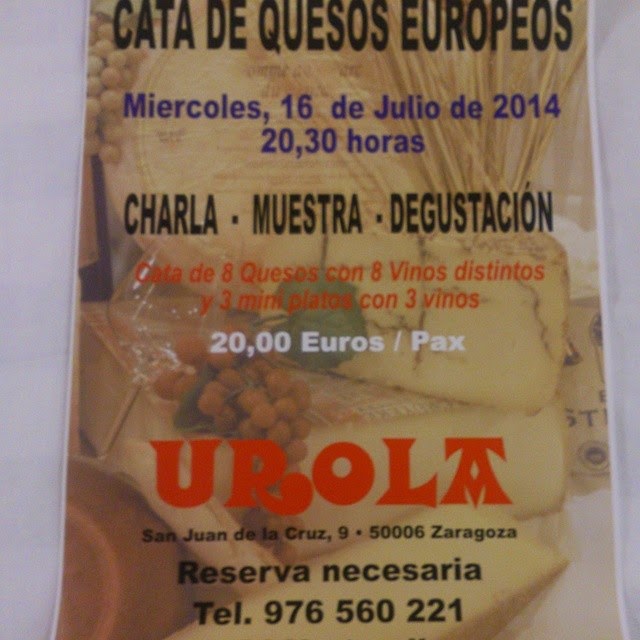 CATA DE QUESOS EUROPEOS
Miercoles, 16 de Julio de 2014
20,30 horas
CHARLA - MUESTRA - DEGUSTACIÓN
Cata de 8 Quesos con 8 Vinos distintos
y 3 mini platos con 3 vinos
20,00 Euros / Pax
UROLA
San Juan de la Cruz, 9 • 50006 Zaragoza
Reserva necesaria
Tel. 976 560 221